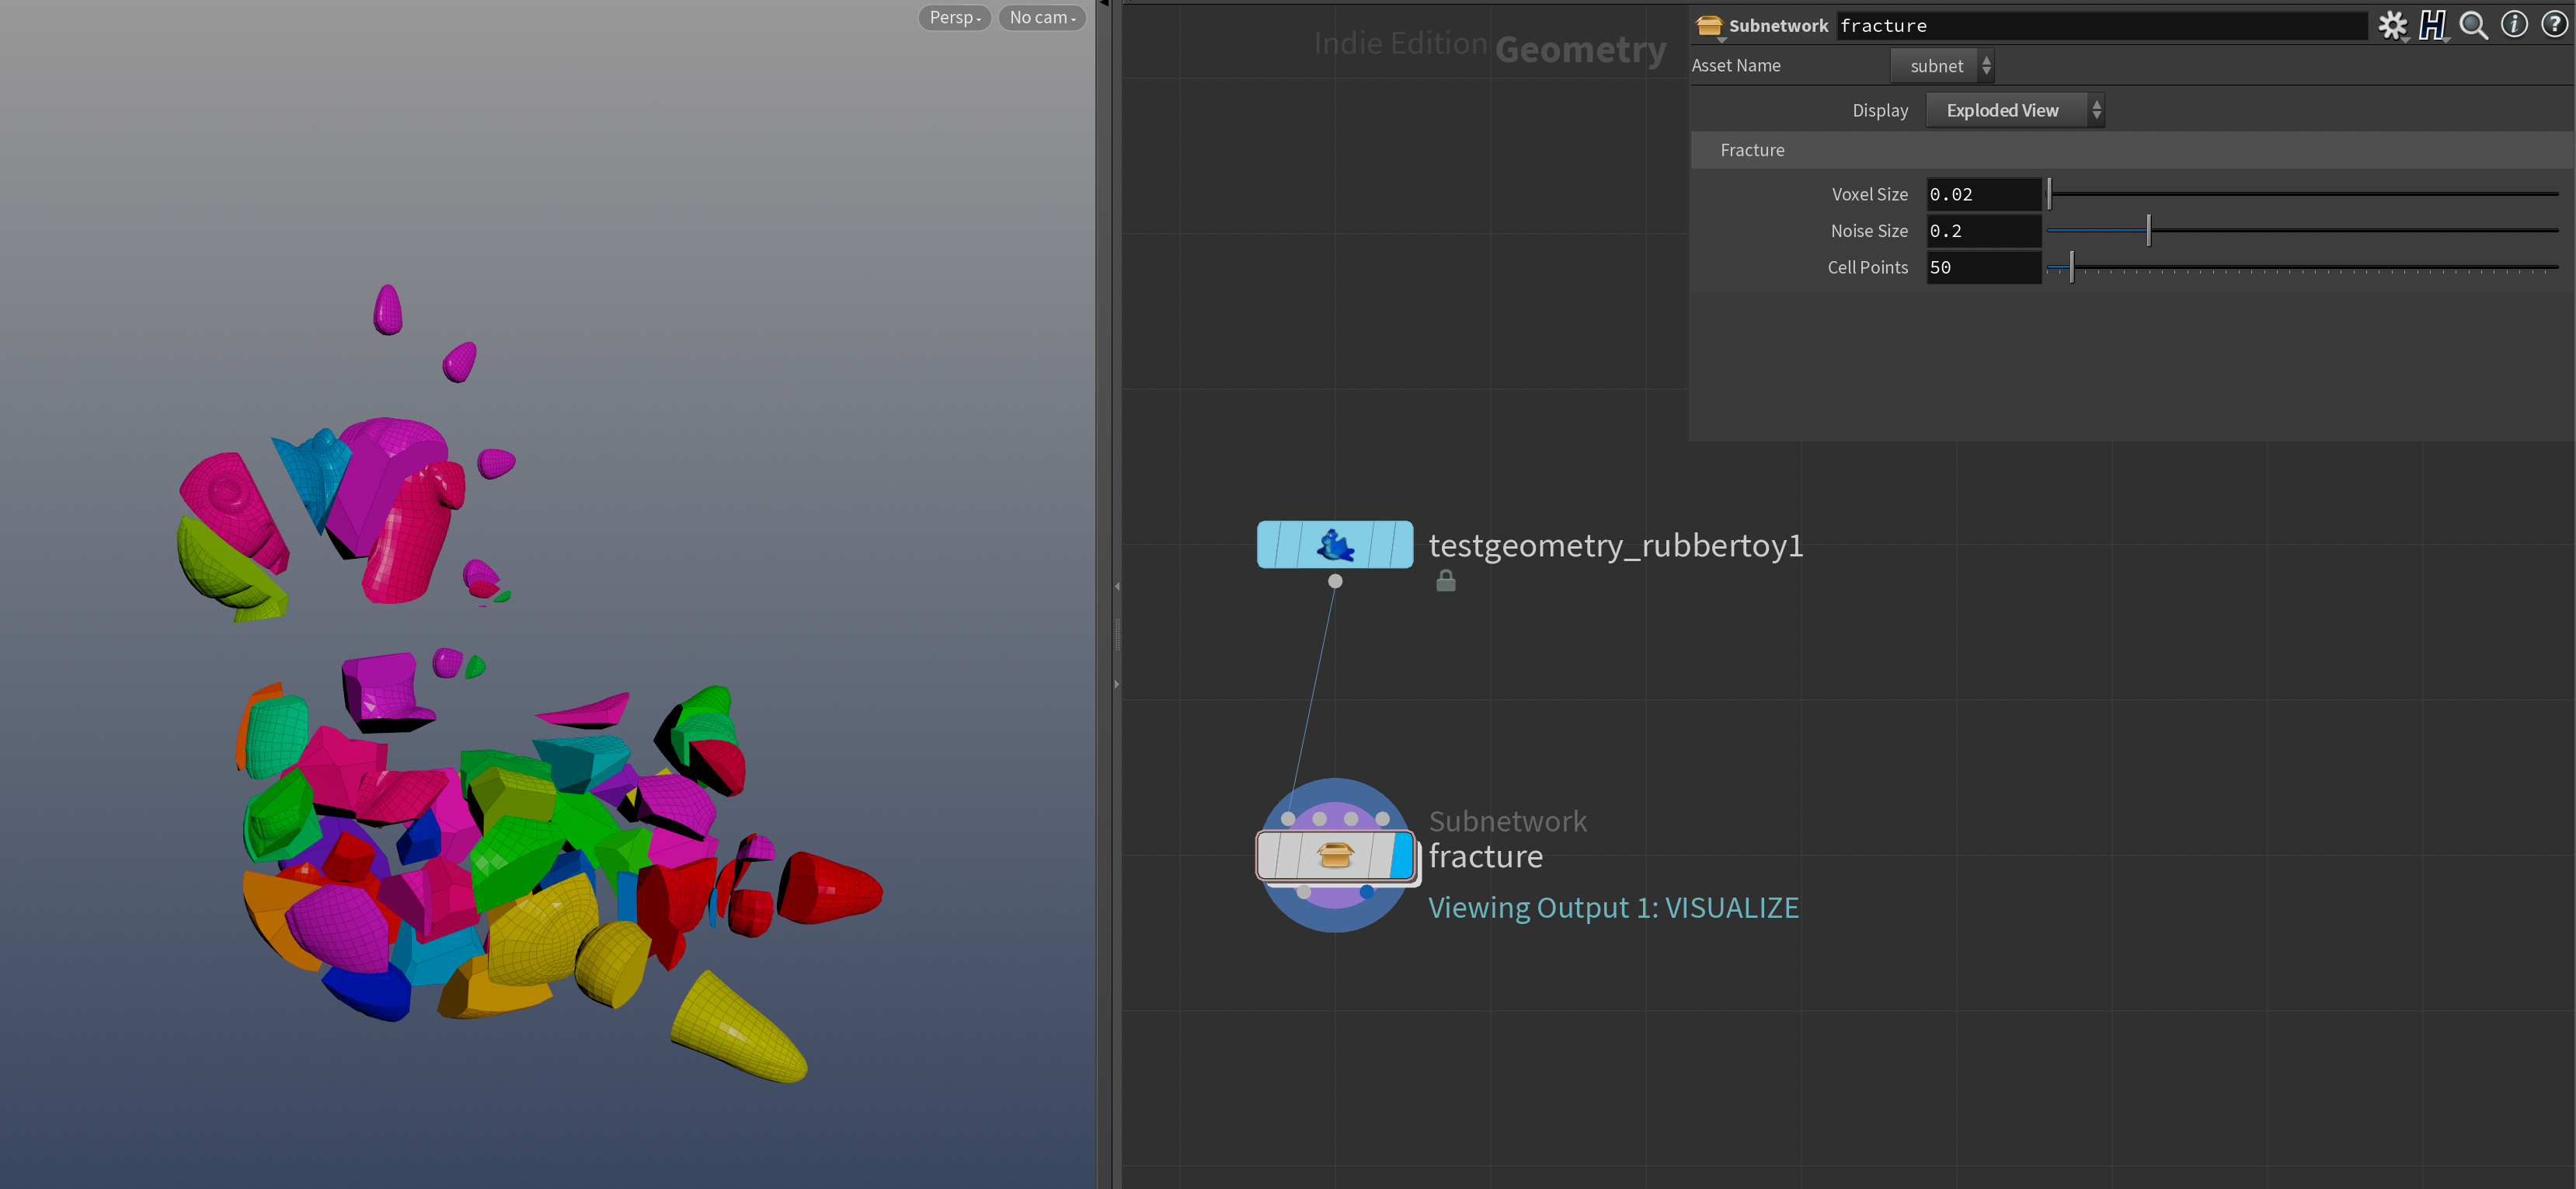 Persp
No cam
Indie Edition Geometry
Subnetwork fracture
Asset Name subnet
Display Exploded View
Fracture
Voxel Size 0.02
Noise Size 0.2
Cell Points 50
testgeometry_rubbertoy1
Subnetwork
fracture
Viewing Output 1: VISUALIZE